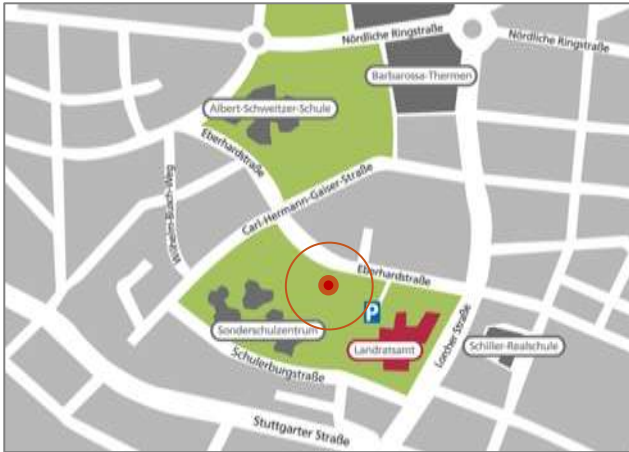 Nördliche Ringstraße
Nördliche Ringstraße
Barbarossa-Thermen
Albert-Schweitzer-Schule
Eberhardstraße
Wilhelm-Busch-Weg
Carl-Hermann-Gaiser-Straße
Eberhardstraße
P
Sonderschulzentrum
Landratsamt
Lorcher Straße
Schiller-Realschule
Schulerburgstraße
Stuttgarter Straße